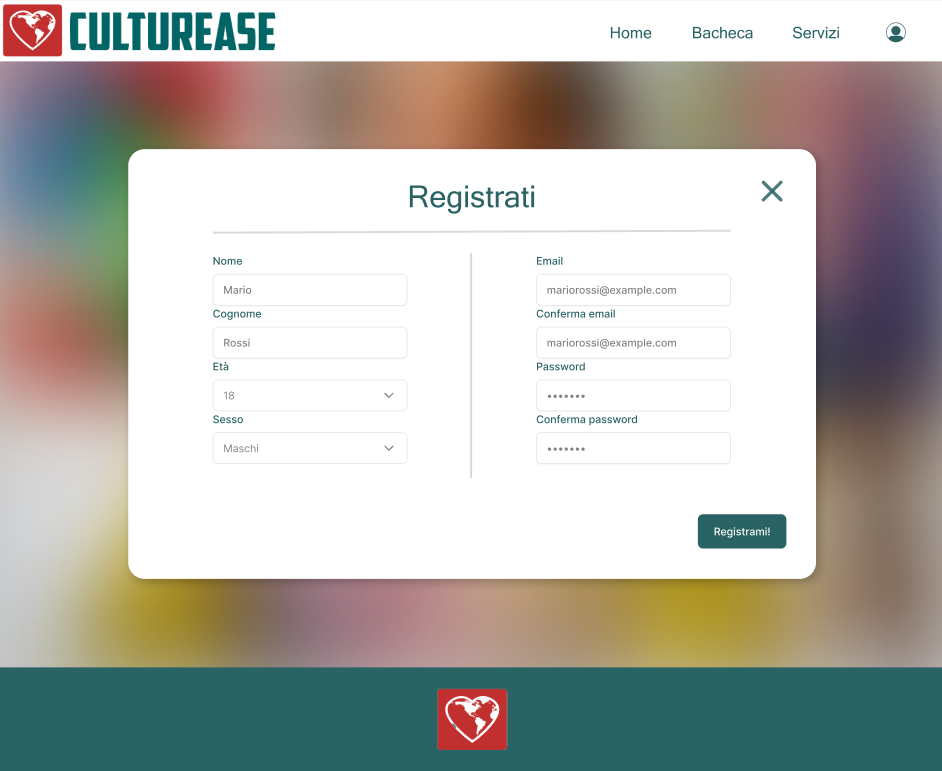 CULTUREASE
Home Bacheca Servizi
Registrati
Nome
Mario
Cognome
Rossi
Età
18
Sesso
Maschi
Email
mariorossi@example.com
Conferma email
mariorossi@example.com
Password
•••••••
Conferma password
•••••••
Registrami!